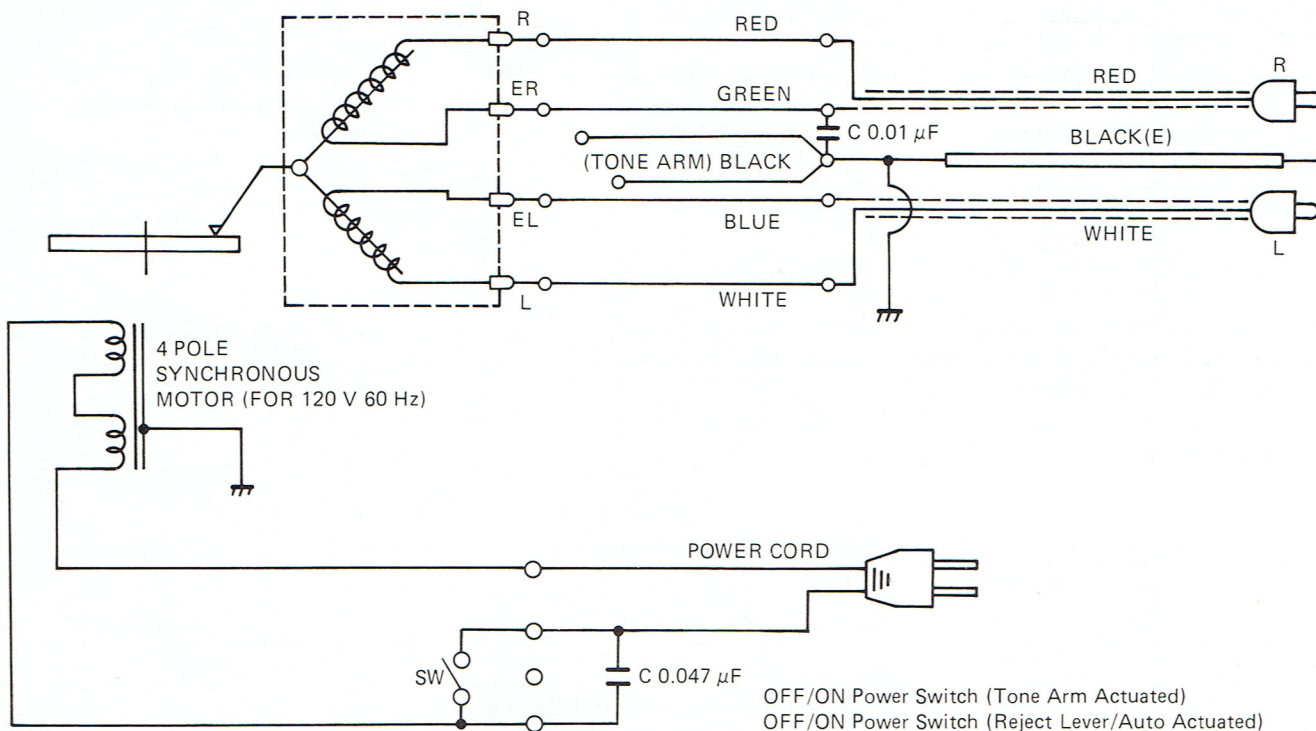 R
RED
RED
R
ER
GREEN
C 0.01 µF
BLACK(E)
(TONE ARM) BLACK
EL
BLUE
WHITE
L
L
WHITE
4 POLE
SYNCHRONOUS
MOTOR (FOR 120 V 60 Hz)
POWER CORD
SW
C 0.047 µF
OFF/ON Power Switch (Tone Arm Actuated)
OFF/ON Power Switch (Reject Lever/Auto Actuated)